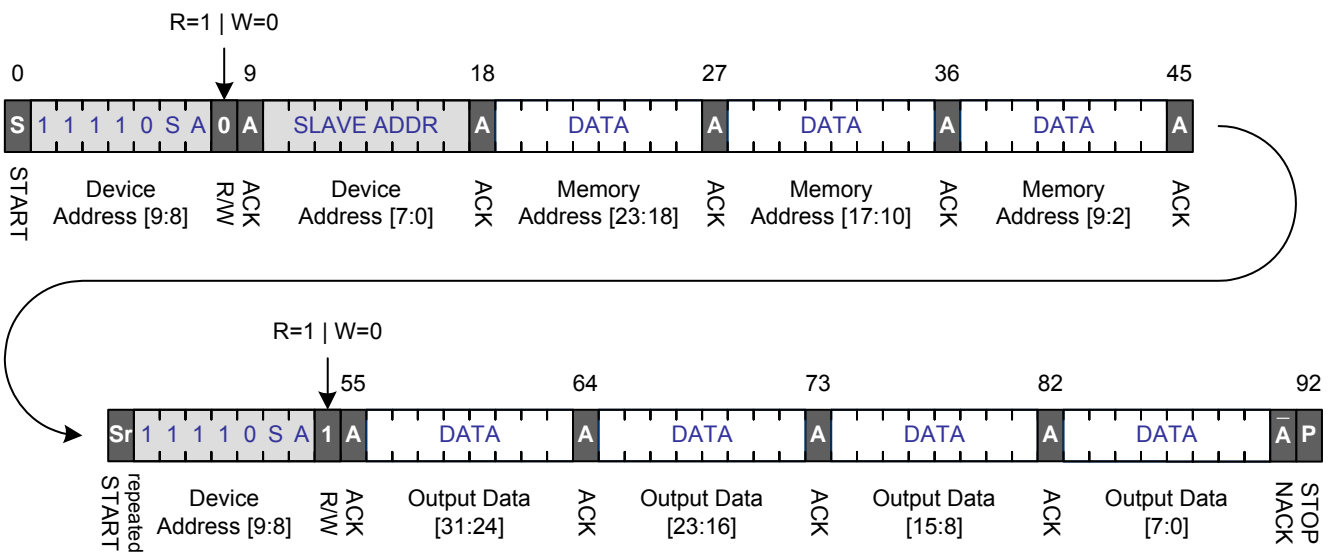 R=1 | W=0
0 9 18 27 36 45
S 1 1 1 1 0 S A 0 A SLAVE ADDR A DATA A DATA A DATA A
START Device Address [9:8] R/W ACK Device Address [7:0] ACK Memory Address [23:18] ACK Memory Address [17:10] ACK Memory Address [9:2] ACK
R=1 | W=0
55 64 73 82 92
Sr 1 1 1 1 0 S A 1 A DATA A DATA A DATA A DATA A̅ P
repeated START Device Address [9:8] R/W ACK Output Data [31:24] ACK Output Data [23:16] ACK Output Data [15:8] ACK Output Data [7:0] NACK STOP